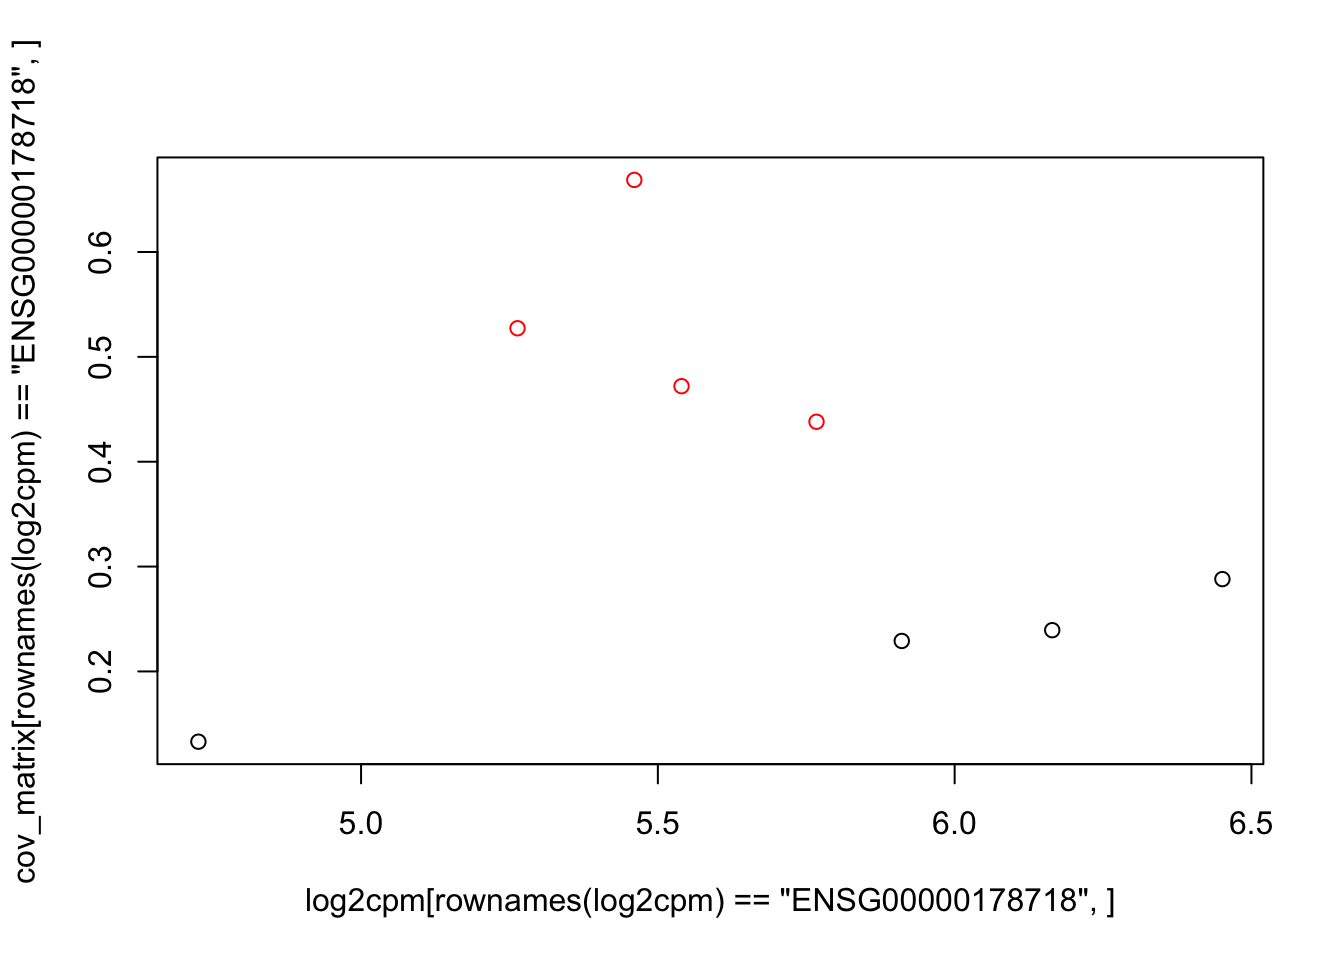 cov_matrix[rownames(log2cpm) == "ENSG00000178718", ]
0.6
0.5
0.4
0.3
0.2
5.0 5.5 6.0 6.5
log2cpm[rownames(log2cpm) == "ENSG00000178718", ]